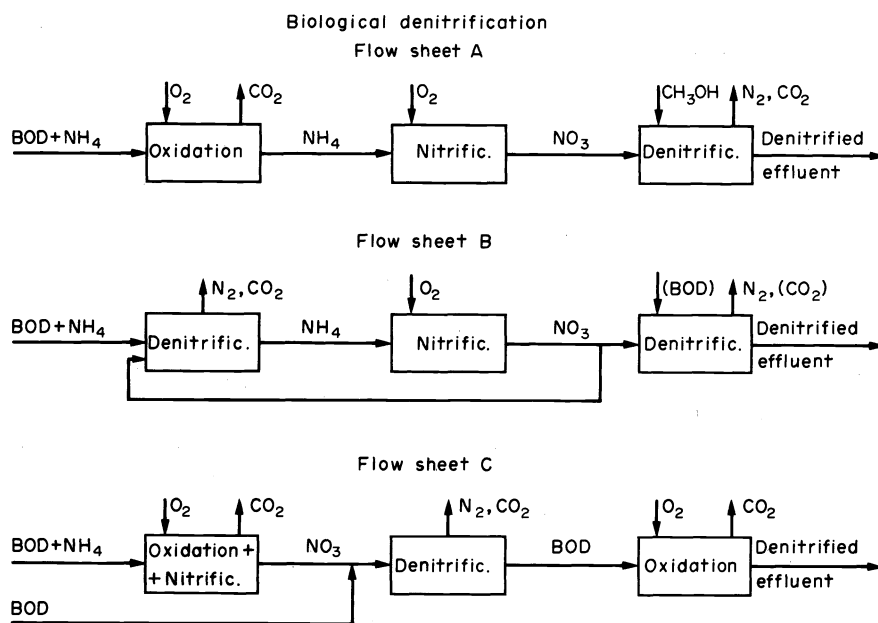 Biological denitrification
Flow sheet A
O₂ CO₂ O₂ CH₃OH N₂, CO₂
BOD+NH₄ Oxidation NH₄ Nitrific. NO₃ Denitrific. Denitrified
effluent
Flow sheet B
N₂, CO₂ O₂ (BOD) N₂, (CO₂)
BOD+NH₄ Denitrific. NH₄ Nitrific. NO₃ Denitrific. Denitrified
effluent
Flow sheet C
O₂ CO₂ N₂, CO₂ O₂ CO₂
BOD+NH₄ Oxidation + NO₃ Denitrific. BOD Oxidation Denitrified
+ Nitrific. effluent
BOD